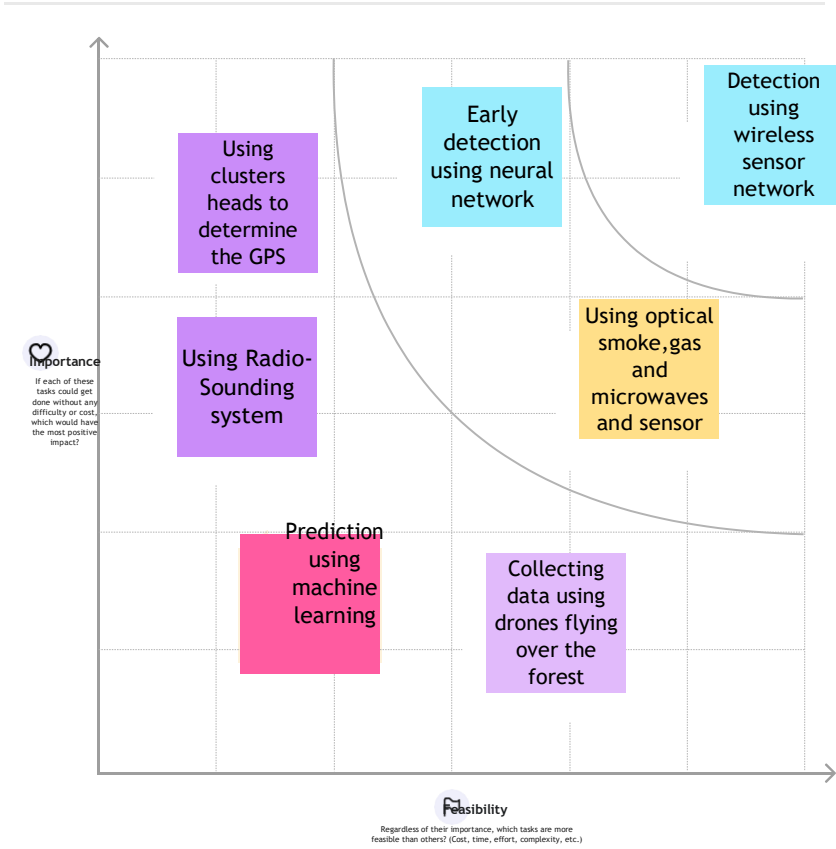 Detection
using
wireless
sensor
network
Early
detection
using neural
network
Using
clusters
heads to
determine
the GPS
Using optical
smoke,gas
and
microwaves
and sensor
Using Radio-
Sounding
system
Importance
If each of these
tasks could get
done without any
difficulty or cost,
which would have
the most positive
impact?
Prediction
using
machine
learning
Collecting
data using
drones flying
over the
forest
Feasibility
Regardless of their importance, which tasks are more
feasible than others? (Cost, time, effort, complexity, etc.)